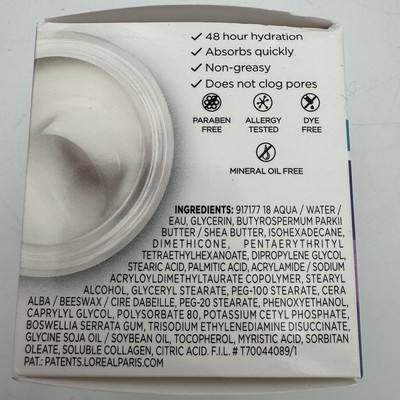 ✓ 48 hour hydration
✓ Absorbs quickly
✓ Non-greasy
✓ Does not clog pores
PARABEN FREE
ALLERGY TESTED
DYE FREE
MINERAL OIL FREE
INGREDIENTS: 917177 18 AQUA / WATER /
EAU, GLYCERIN, BUTYROSPERMUM PARKII
BUTTER / SHEA BUTTER, ISOHEXADECANE,
DIMETHICONE, PENTAERYTHRITYL
TETRAETHYLHEXANOATE, DIPROPYLENE GLYCOL,
STEARIC ACID, PALMITIC ACID, ACRYLAMIDE / SODIUM
ACRYLOYLDIMETHYLTAURATE COPOLYMER, STEARYL
ALCOHOL, GLYCERYL STEARATE, PEG-100 STEARATE, CERA
ALBA / BEESWAX / CIRE DABEILLE, PEG-20 STEARATE, PHENOXYETHANOL,
CAPRYLYL GLYCOL, POLYSORBATE 80, POTASSIUM CETYL PHOSPHATE,
BOSWELLIA SERRATA GUM, TRISODIUM ETHYLENEDIAMINE DISUCCINATE,
GLYCINE SOJA OIL / SOYBEAN OIL, TOCOPHEROL, MYRISTIC ACID, SORBITAN
OLEATE, SOLUBLE COLLAGEN, CITRIC ACID. F.I.L. # T70044089/1
PAT.: PATENTS.LOREALPARIS.COM